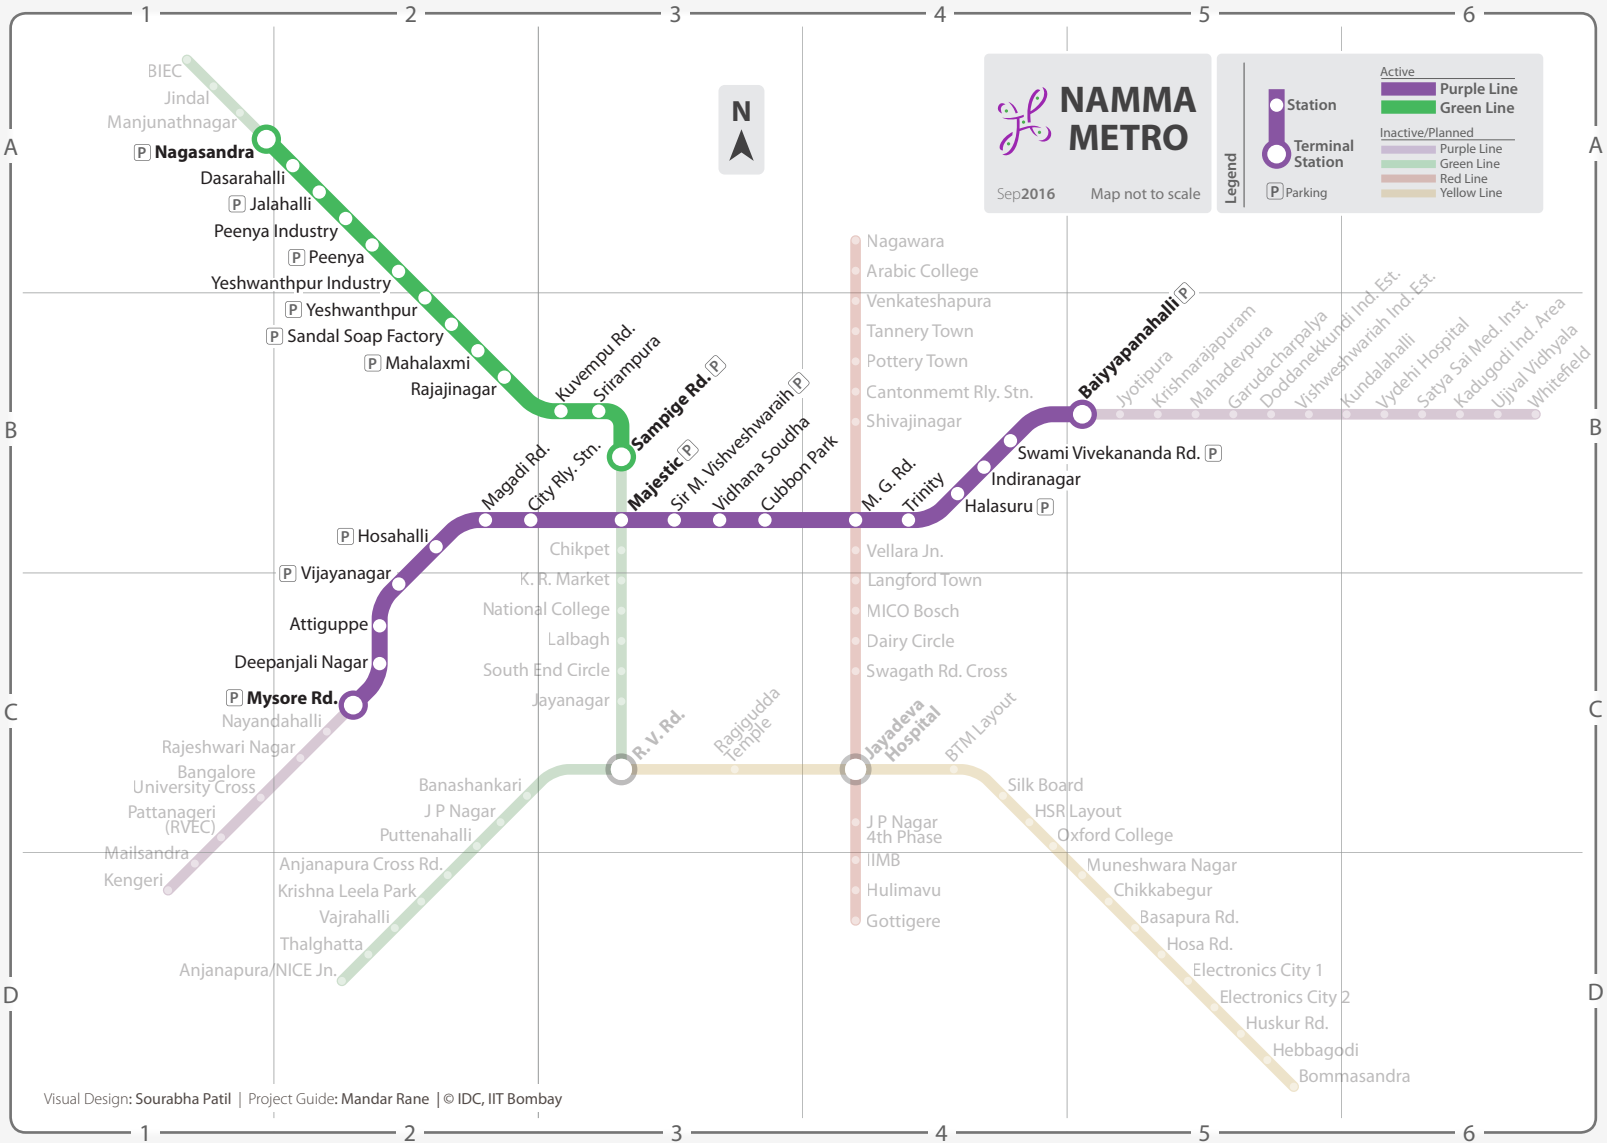 1 2 3 4 5 6
A
B
C
D
A
B
C
D
N
NAMMA
METRO
Sep2016 Map not to scale
Legend
Station
Terminal
Station
P Parking
Active
Purple Line
Green Line
Inactive/Planned
Purple Line
Green Line
Red Line
Yellow Line
BIEC
Jindal
Manjunathnagar
P Nagasandra
Dasarahalli
P Jalahalli
Peenya Industry
P Peenya
Yeshwanthpur Industry
P Yeshwanthpur
P Sandal Soap Factory
P Mahalaxmi
Rajajinagar
Kuvempu Rd.
Srirampura
Sampige Rd. P
Majestic P
Chikpet
K. R. Market
National College
Lalbagh
South End Circle
Jayanagar
R. V. Rd.
Banashankari
J P Nagar
Puttenahalli
Anjanapura Cross Rd.
Krishna Leela Park
Vajrahalli
Thalghatta
Anjanapura/NICE Jn.
Magadi Rd.
City Rly. Stn.
Sir M. Vishveshwaraih P
Vidhana Soudha
Cubbon Park
M. G. Rd.
Trinity
Halasuru P
Indiranagar
Swami Vivekananda Rd. P
Baiyyapanahalli P
Jyotipura
Krishnarajapuram
Mahadevpura
Garudacharpalya
Doddanekkundi Ind. Est.
Vishweshwariah Ind. Est.
Kundalahalli
Vydehi Hospital
Satya Sai Med. Inst.
Kadugodi Ind. Area
Ujjyal Vidhyala
Whitefield
P Hosahalli
P Vijayanagar
Attiguppe
Deepanjali Nagar
P Mysore Rd.
Nayandahalli
Rajeshwari Nagar
Bangalore
University Cross
Pattanageri
(RVEC)
Mailsandra
Kengeri
Nagawara
Arabic College
Venkateshapura
Tannery Town
Pottery Town
Cantonmemt Rly. Stn.
Shivajinagar
Vellara Jn.
Langford Town
MICO Bosch
Dairy Circle
Swagath Rd. Cross
Jayadeva
Hospital
J P Nagar
4th Phase
IIMB
Hulimavu
Gottigere
Ragigudda
Temple
BTM Layout
Silk Board
HSR Layout
Oxford College
Muneshwara Nagar
Chikkabegur
Basapura Rd.
Hosa Rd.
Electronics City 1
Electronics City 2
Huskur Rd.
Hebbagodi
Bommasandra
Visual Design: Sourabha Patil | Project Guide: Mandar Rane | © IDC, IIT Bombay
1 2 3 4 5 6